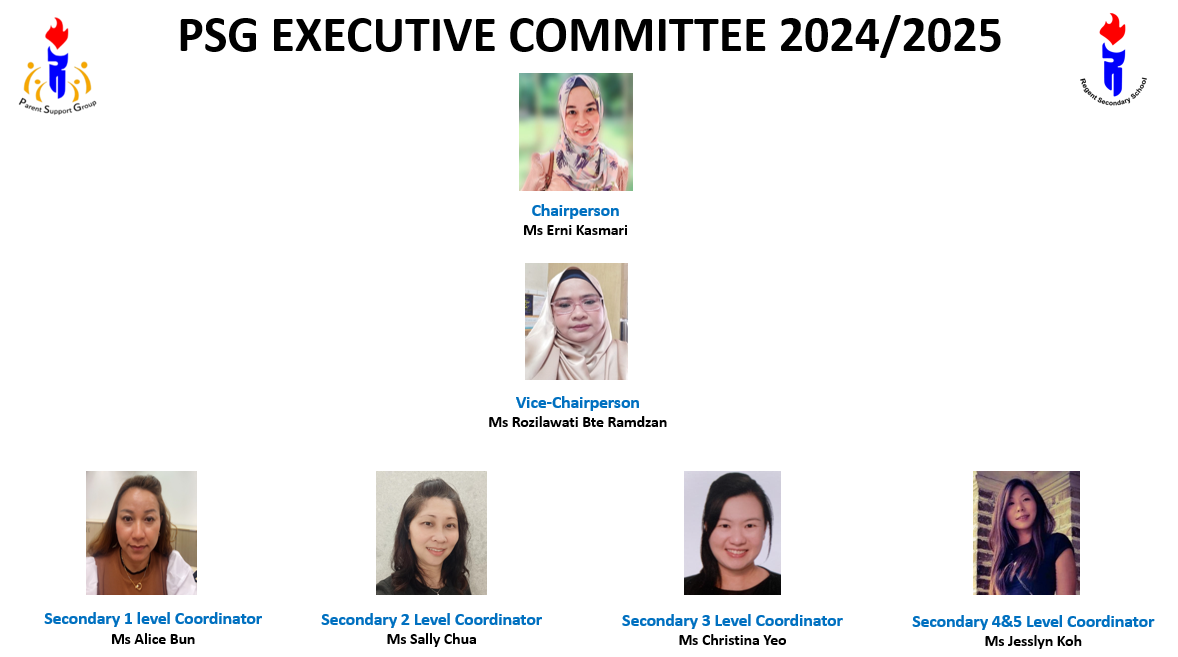 PSG EXECUTIVE COMMITTEE 2024/2025
Parent Support Group
Regent Secondary School
Chairperson
Ms Erni Kasmari
Vice-Chairperson
Ms Rozilawati Bte Ramdzan
Secondary 1 level Coordinator
Ms Alice Bun
Secondary 2 Level Coordinator
Ms Sally Chua
Secondary 3 Level Coordinator
Ms Christina Yeo
Secondary 4&5 Level Coordinator
Ms Jesslyn Koh